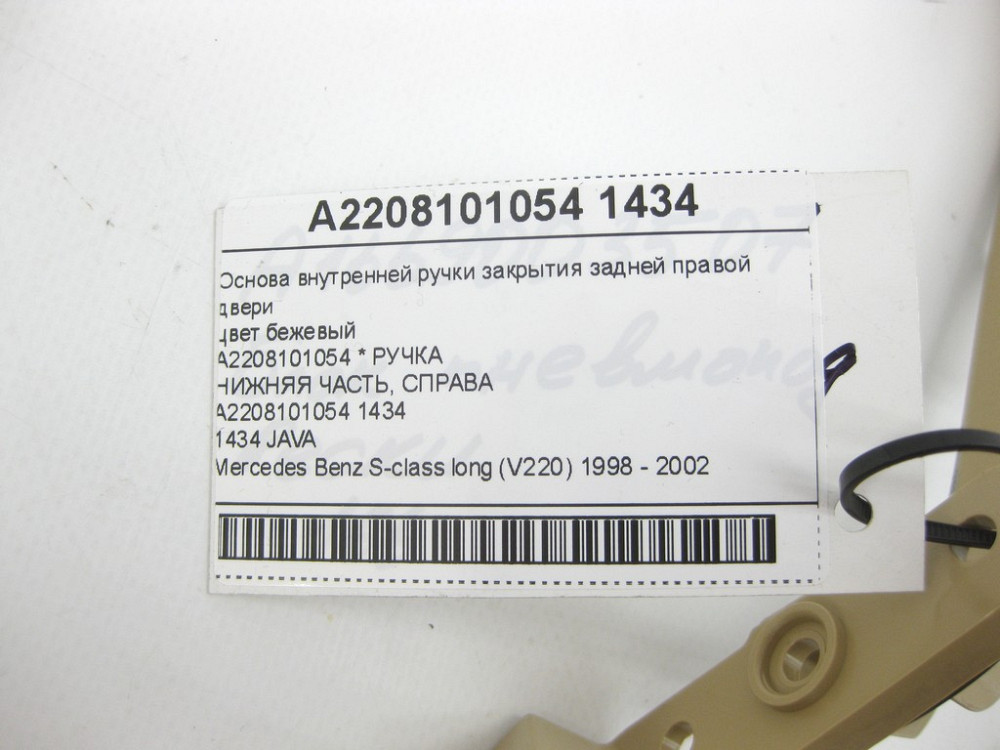 A2208101054 1434
Основа внутренней ручки закрытия задней правой
двери
цвет бежевый
A2208101054 * РУЧКА
НИЖНЯЯ ЧАСТЬ, СПРАВА
A2208101054 1434
1434 JAVA
Mercedes Benz S-class long (V220) 1998 - 2002